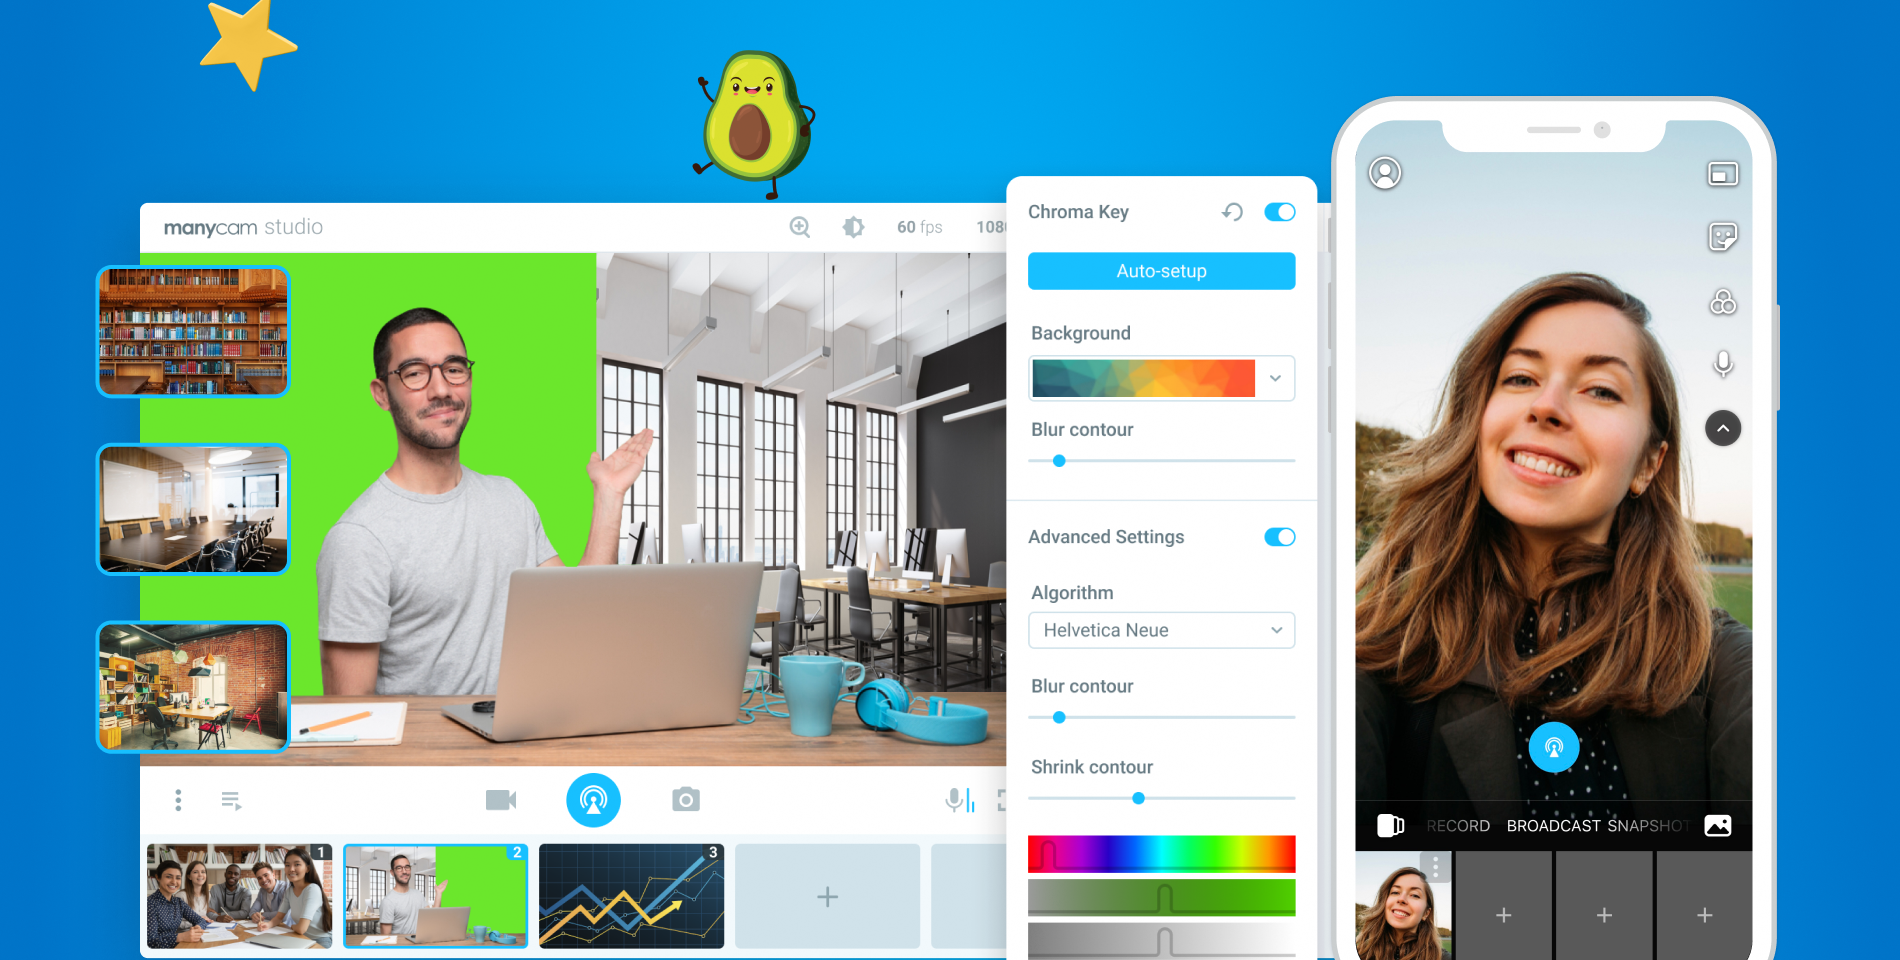 manycam studio
60 fps
108
Chroma Key
Auto-setup
Background
Blur contour
Advanced Settings
Algorithm
Helvetica Neue
Blur contour
Shrink contour
1
2
3
RECORD BROADCAST SNAPSHOT